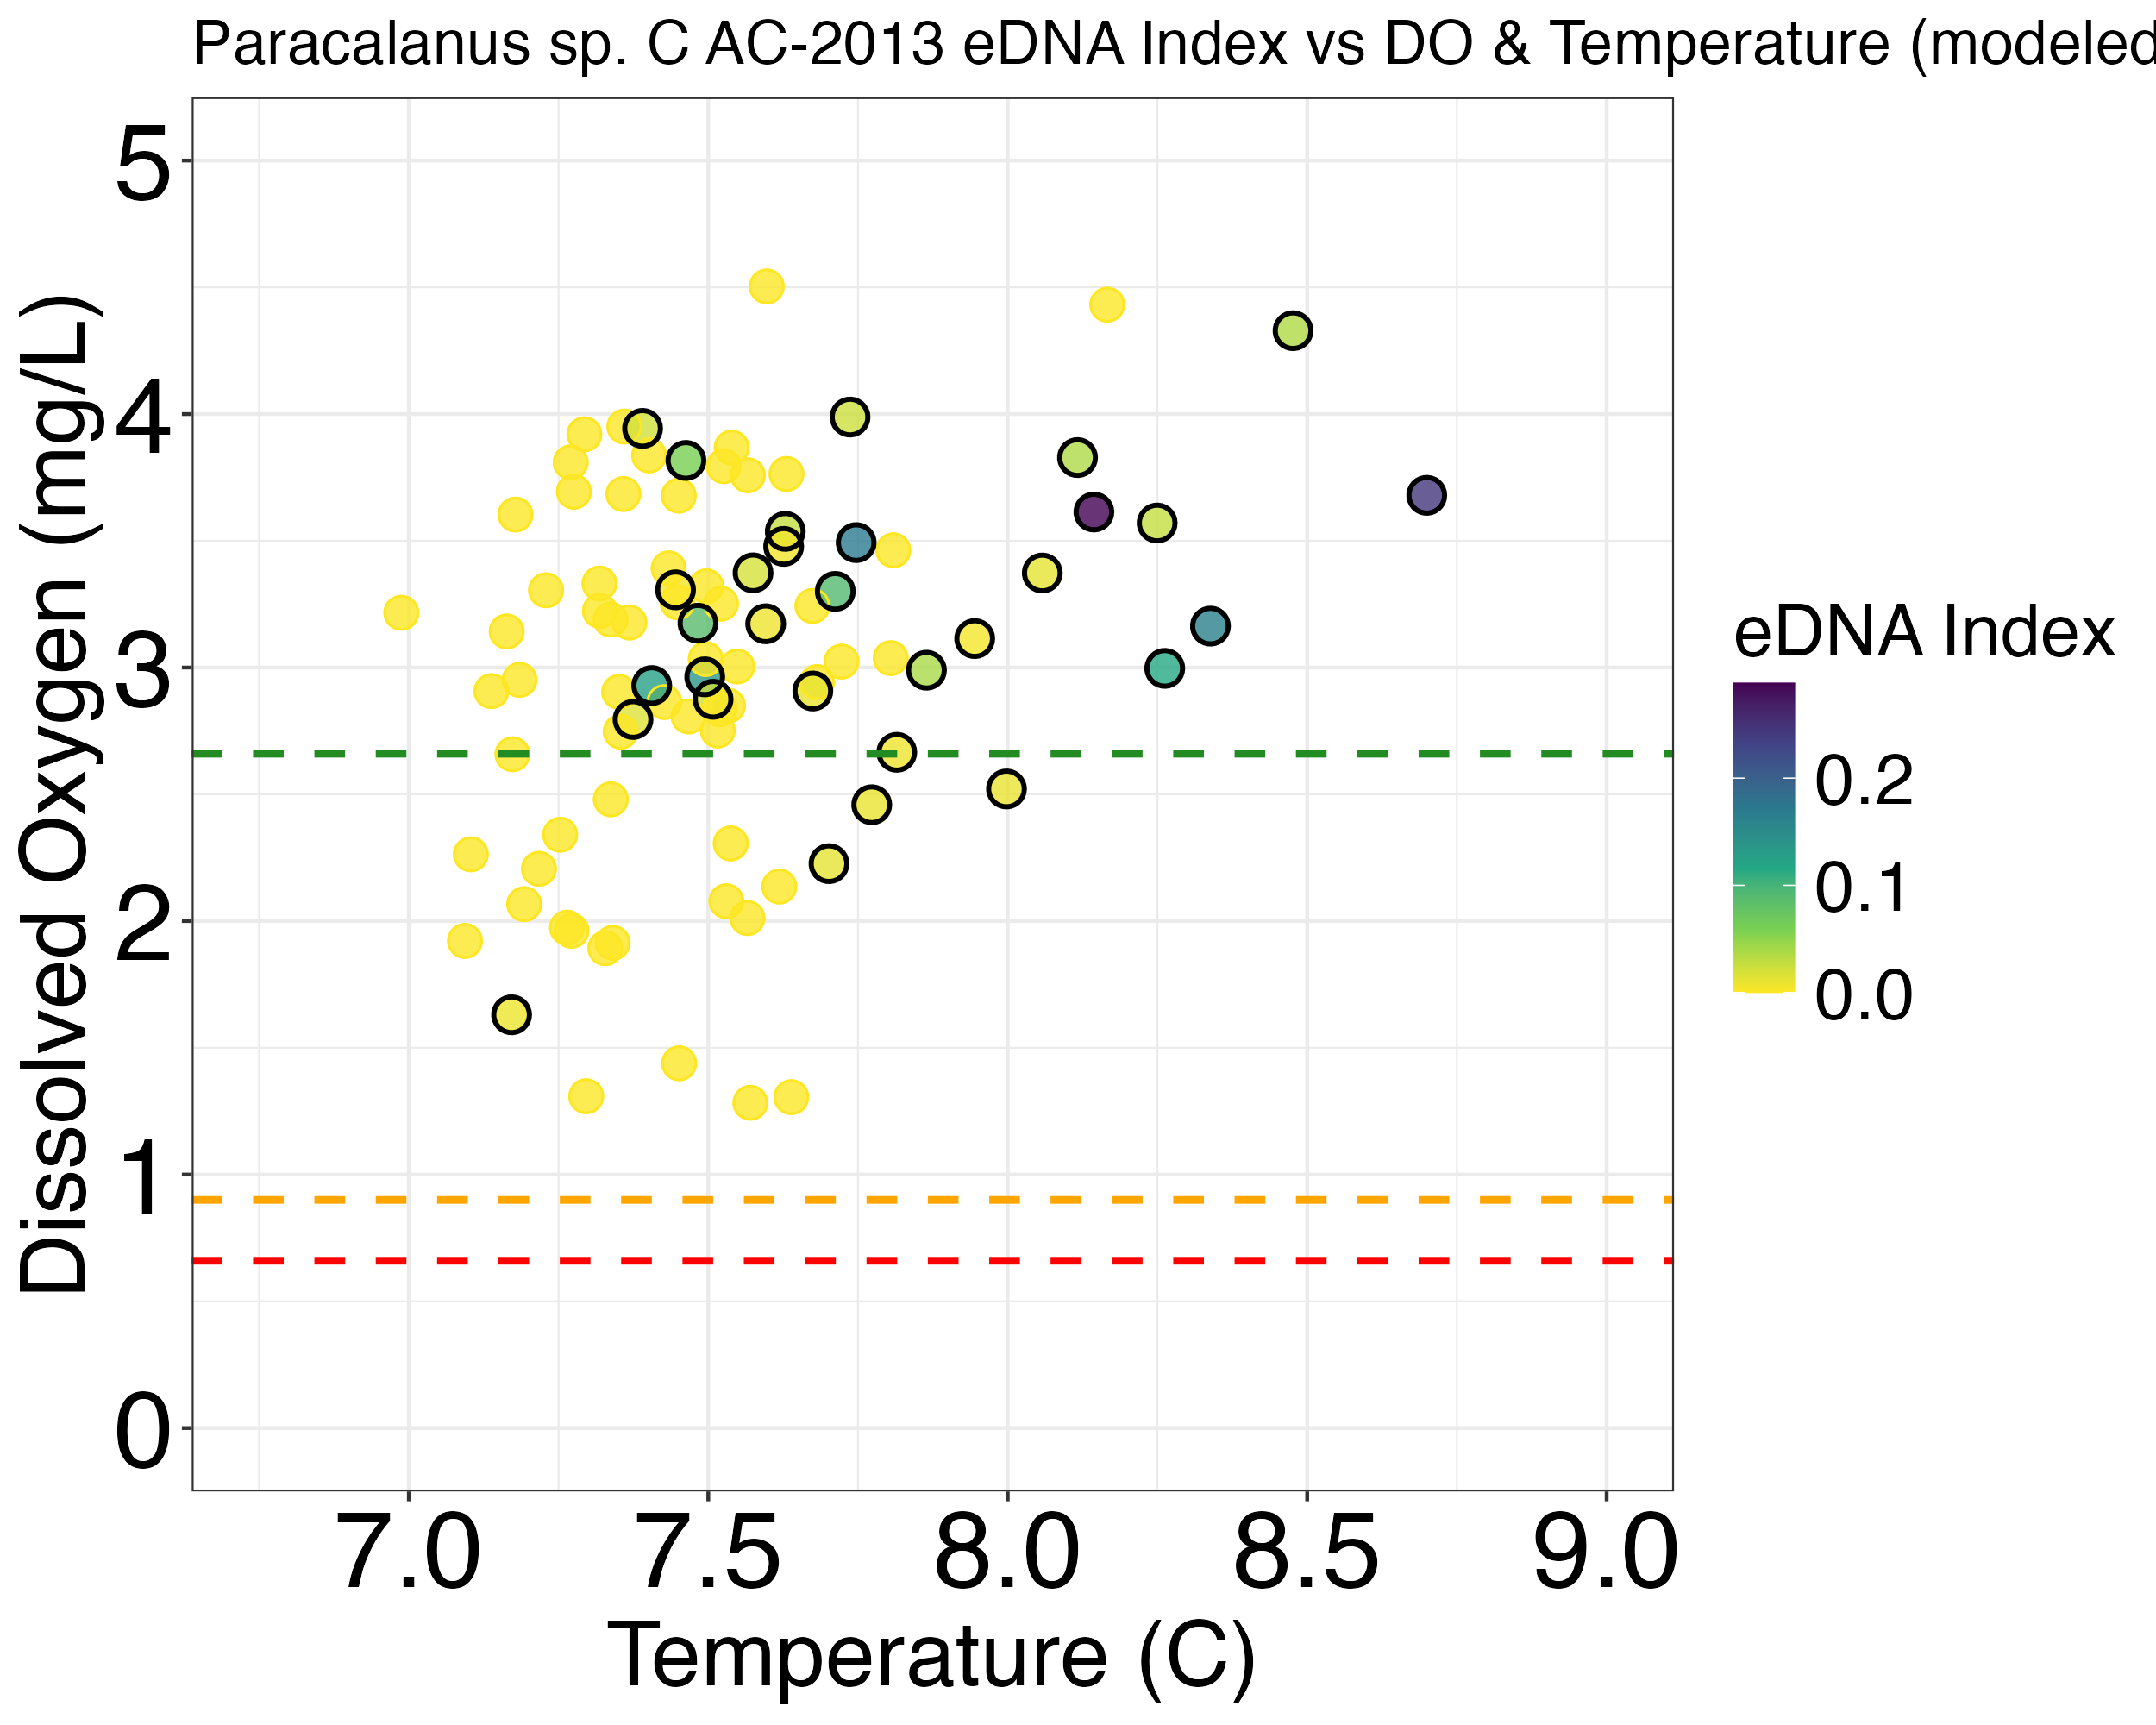 Paracalanus sp. C AC-2013 eDNA Index vs DO & Temperature (modeled
Dissolved Oxygen (mg/L)
5
4
3
2
1
0
7.0 7.5 8.0 8.5 9.0
Temperature (C)
eDNA Index
0.2
0.1
0.0